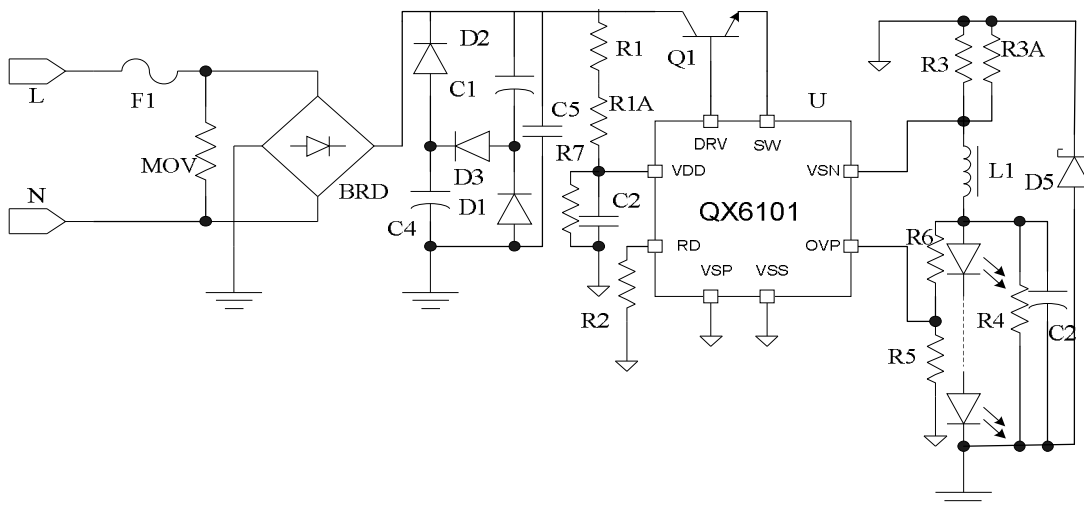 L
F1
MOV
N
BRD
D2
C1
D3
C4
D1
C5
R1
R1A
R7
C2
R2
Q1
U
DRV
SW
VDD
VSN
QX6101
RD
OVP
VSP
VSS
R3
R3A
L1
D5
R6
R4
C2
R5